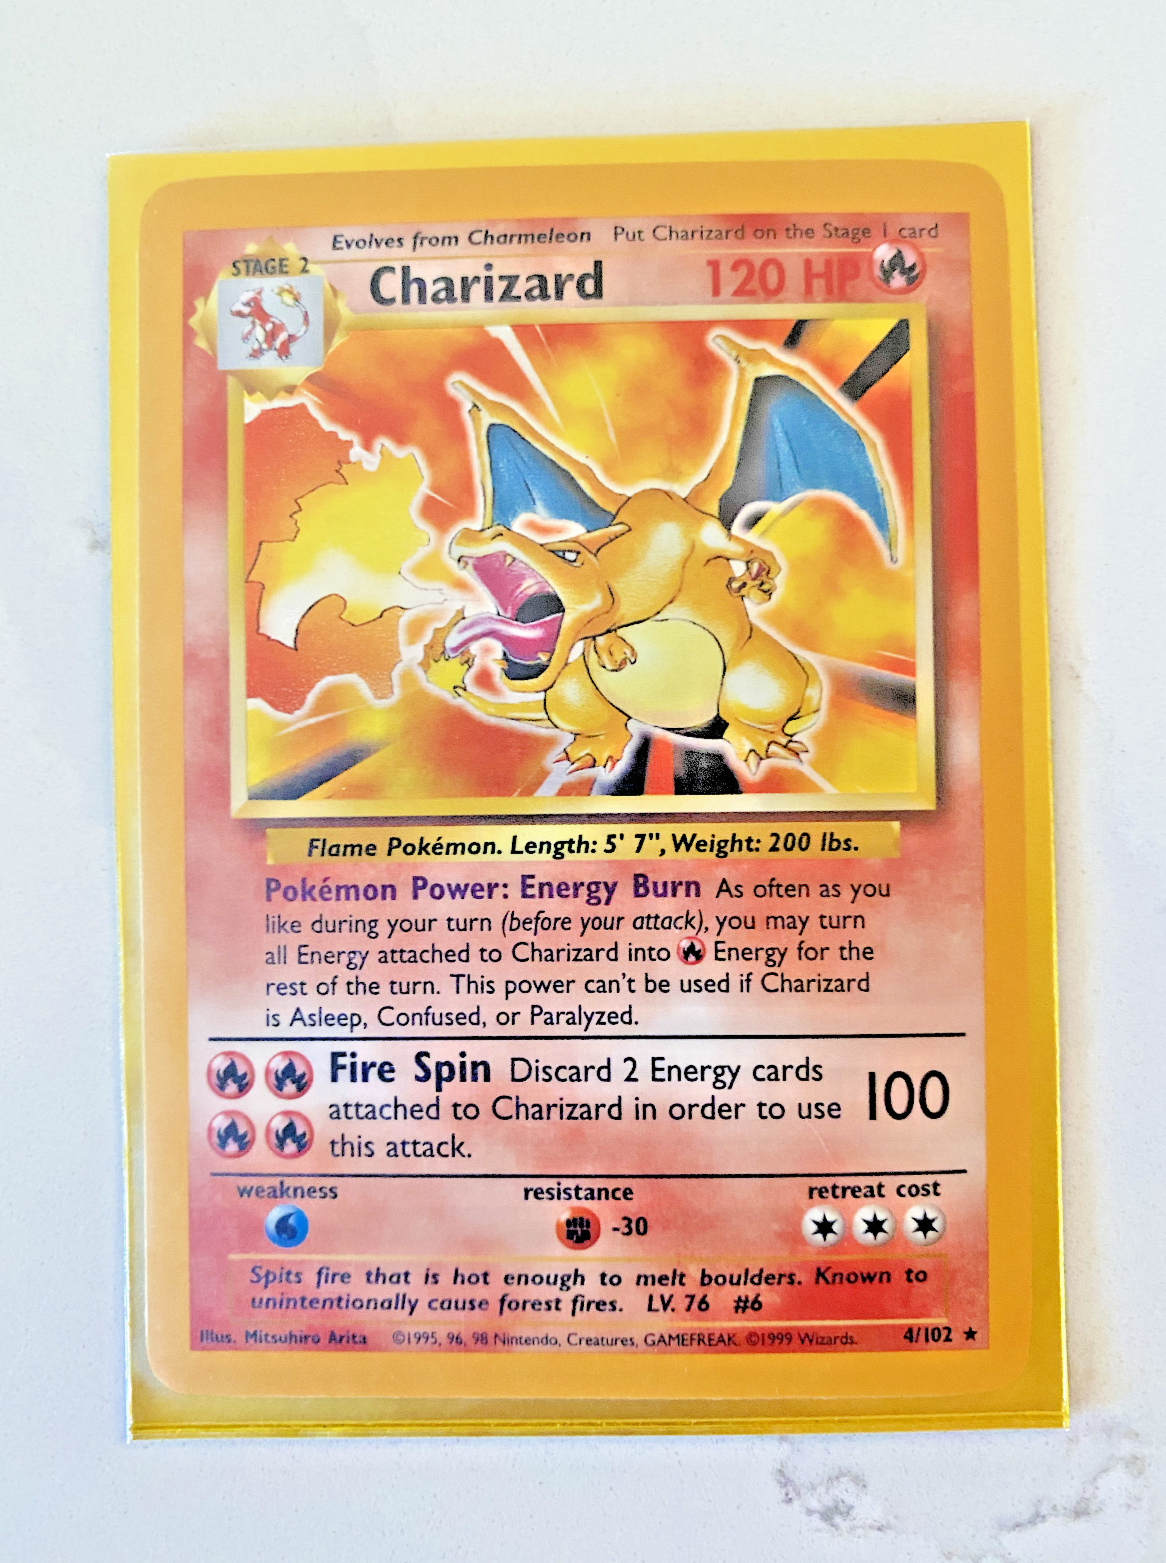 Evolves from Charmeleon Put Charizard on the Stage 1 card
STAGE 2
Charizard 120 HP
Flame Pokémon. Length: 5' 7", Weight: 200 lbs.
Pokémon Power: Energy Burn As often as you
like during your turn (before your attack), you may turn
all Energy attached to Charizard into Energy for the
rest of the turn. This power can't be used if Charizard
is Asleep, Confused, or Paralyzed.
Fire Spin Discard 2 Energy cards
attached to Charizard in order to use 100
this attack.
weakness resistance retreat cost
-30
Spits fire that is hot enough to melt boulders. Known to
unintentionally cause forest fires. LV. 76 #6
Illus. Mitsuhiro Arita ©1995, 96, 98 Nintendo, Creatures, GAMEFREAK. ©1999 Wizards. 4/102 ★